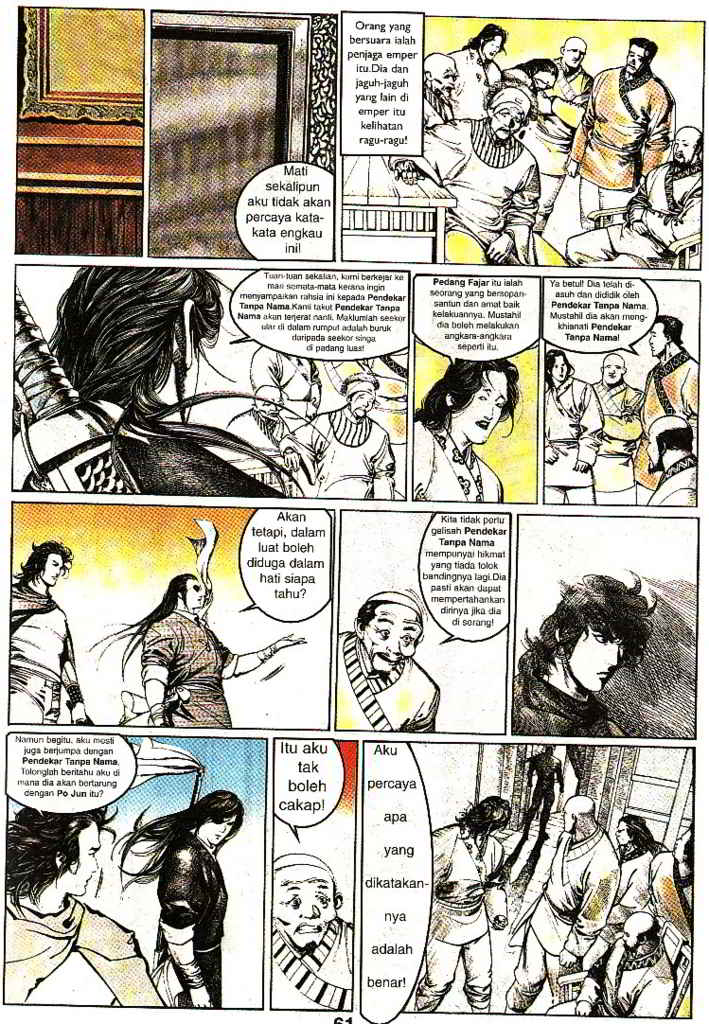 Mati
sekalipun
aku tidak akan
percaya kata-
kata engkau
ini!
Orang yang
bersuara ialah
penjaga emper
itu.Dia dan
jaguh-jaguh
yang lain di
emper itu
kelihatan
ragu-ragu!
Tuan-tuan sekalian, kami berkejar ke
mari semata-mata kerana ingin
menyampaikan rahsia ini kepada Pendekar
Tanpa Nama.Kami takut Pendekar Tanpa
Nama akan terjerat nanti. Maklumlah seekor
ular di dalam rumput adalah buruk
daripada seekor singa
di padang luas!
Pedang Fajar itu ialah
seorang yang bersopan-
santun dan amat baik
kelakuannya. Mustahil
dia boleh melakukan
angkara-angkara
seperti itu.
Ya betul! Dia telah di-
asuh dan dididik oleh
Pendekar Tanpa Nama.
Mustahil dia akan meng-
khianati Pendekar
Tanpa Nama!
Akan
tetapi, dalam
luat boleh
diduga dalam
hati siapa
tahu?
Kita tidak perlu
gelisah Pendekar
Tanpa Nama
mempunyai hikmat
yang tiada tolok
bandingnya lagi.Dia
pasti akan dapat
mempertahankan
dirinya jika dia
di serang!
Namun begitu, aku mesti
juga berjumpa dengan
Pendekar Tanpa Nama.
Tolonglah beritahu aku di
mana dia akan bertarung
dengan Po Jun itu?
Itu aku
tak
boleh
cakap!
Aku
percaya
apa
yang
dikatakan-
nya
adalah
benar!
61